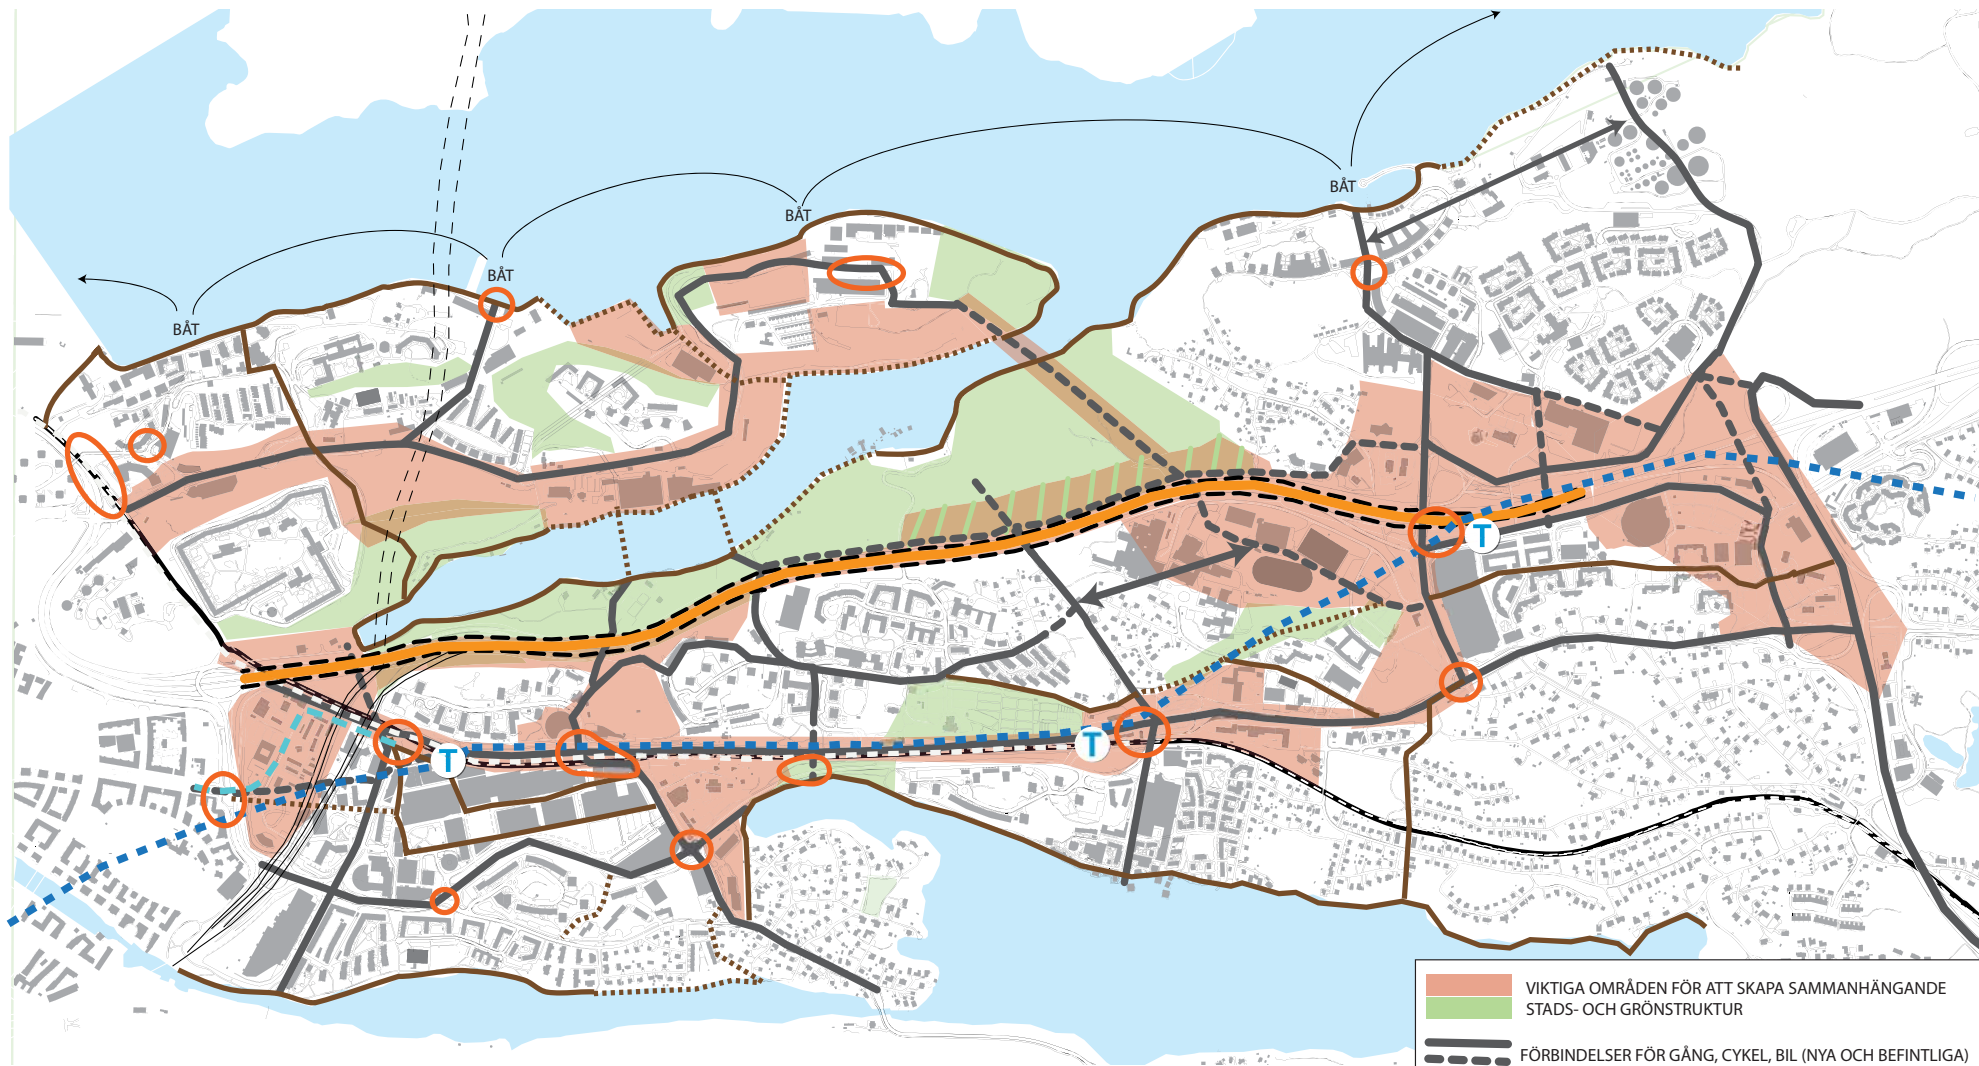 BÅT
BÅT
BÅT
BÅT
T
T
T
VIKTIGA OMRÅDEN FÖR ATT SKAPA SAMMANHÄNGANDE
STADS- OCH GRÖNSTRUKTUR
FÖRBINDELSER FÖR GÅNG, CYKEL, BIL (NYA OCH BEFINTLIGA)